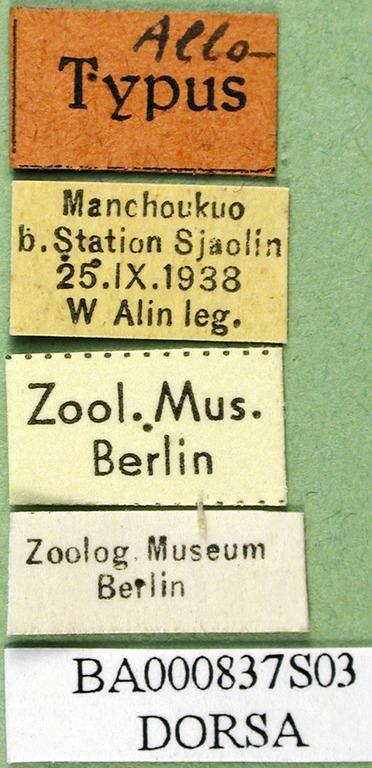 Allo-
Typus
Manchoukuo
b. Station Sjaolin
25.IX.1938
W Alin leg.
Zool. Mus.
Berlin
Zoolog. Museum
Berlin
BA000837S03
DORSA